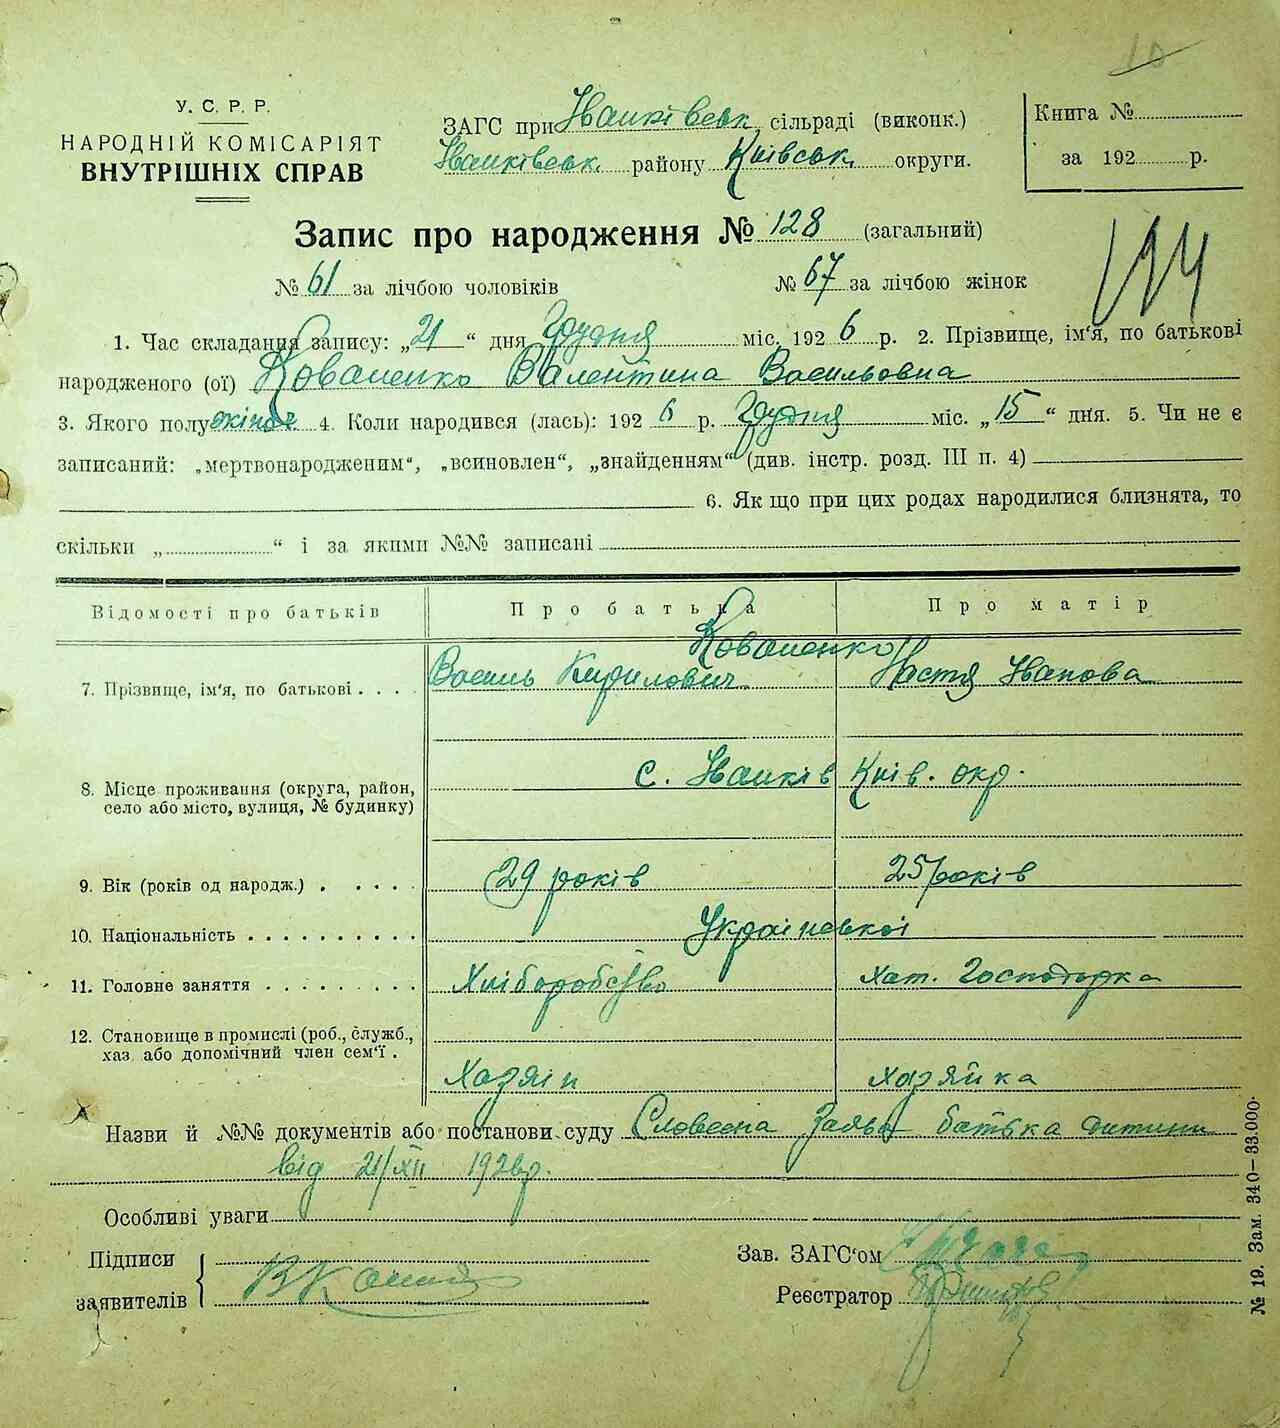 10
У. С. Р. Р.
НАРОДНІЙ КОМІСАРІЯТ
ВНУТРІШНІХ СПРАВ
ЗАГС при Іванківськ. сільраді (виконк.)
Іванківськ. району Київськ. округи.
Книга №
за 192 р.
Запис про народження № 128 (загальний)
№ 61 за лічбою чоловіків № 67 за лічбою жінок
1. Час складання запису: „21“ дня Грудня міс. 1926 р. 2. Прізвище, ім'я, по батькові
народженого (ої) Коваленко Валентина Васильовна
3. Якого полу жіноч 4. Коли народився (лась): 1926 р. Грудня міс. „15“ дня. 5. Чи не є
записаний: „мертвонародженим“, „всиновлен“, „знайденням“ (див. інстр. розд. III п. 4)
6. Як що при цих родах народилися близнята, то
скільки „ “ і за якими №№ записані
Відомості про батьків Про батька Про матір
Коваленко
7. Прізвище, ім'я, по батькові . . . . Василь Кирилович Настя Іванова
8. Місце проживання (округа, район, село або місто, вулиця, № будинку) с. Іванків Київ. окр.
9. Вік (років од народж.) . . . . . 29 років 25 років
10. Національність . . . . . . . . . . Української
11. Головне заняття . . . . . . . . . Хліборобство Хат. Господарка
12. Становище в промислі (роб., служб.,
хаз. або допомічний член сем'ї . Хазяїн Хазяйка
Назви й №№ документів або постанови суду Словесна Заява батька дитини
від 21/XII 1926р.
Особливі уваги
Підписи
заявителів
Зав. ЗАГС'ом
Реєстратор
№ 19. Зам. 340—33.000.